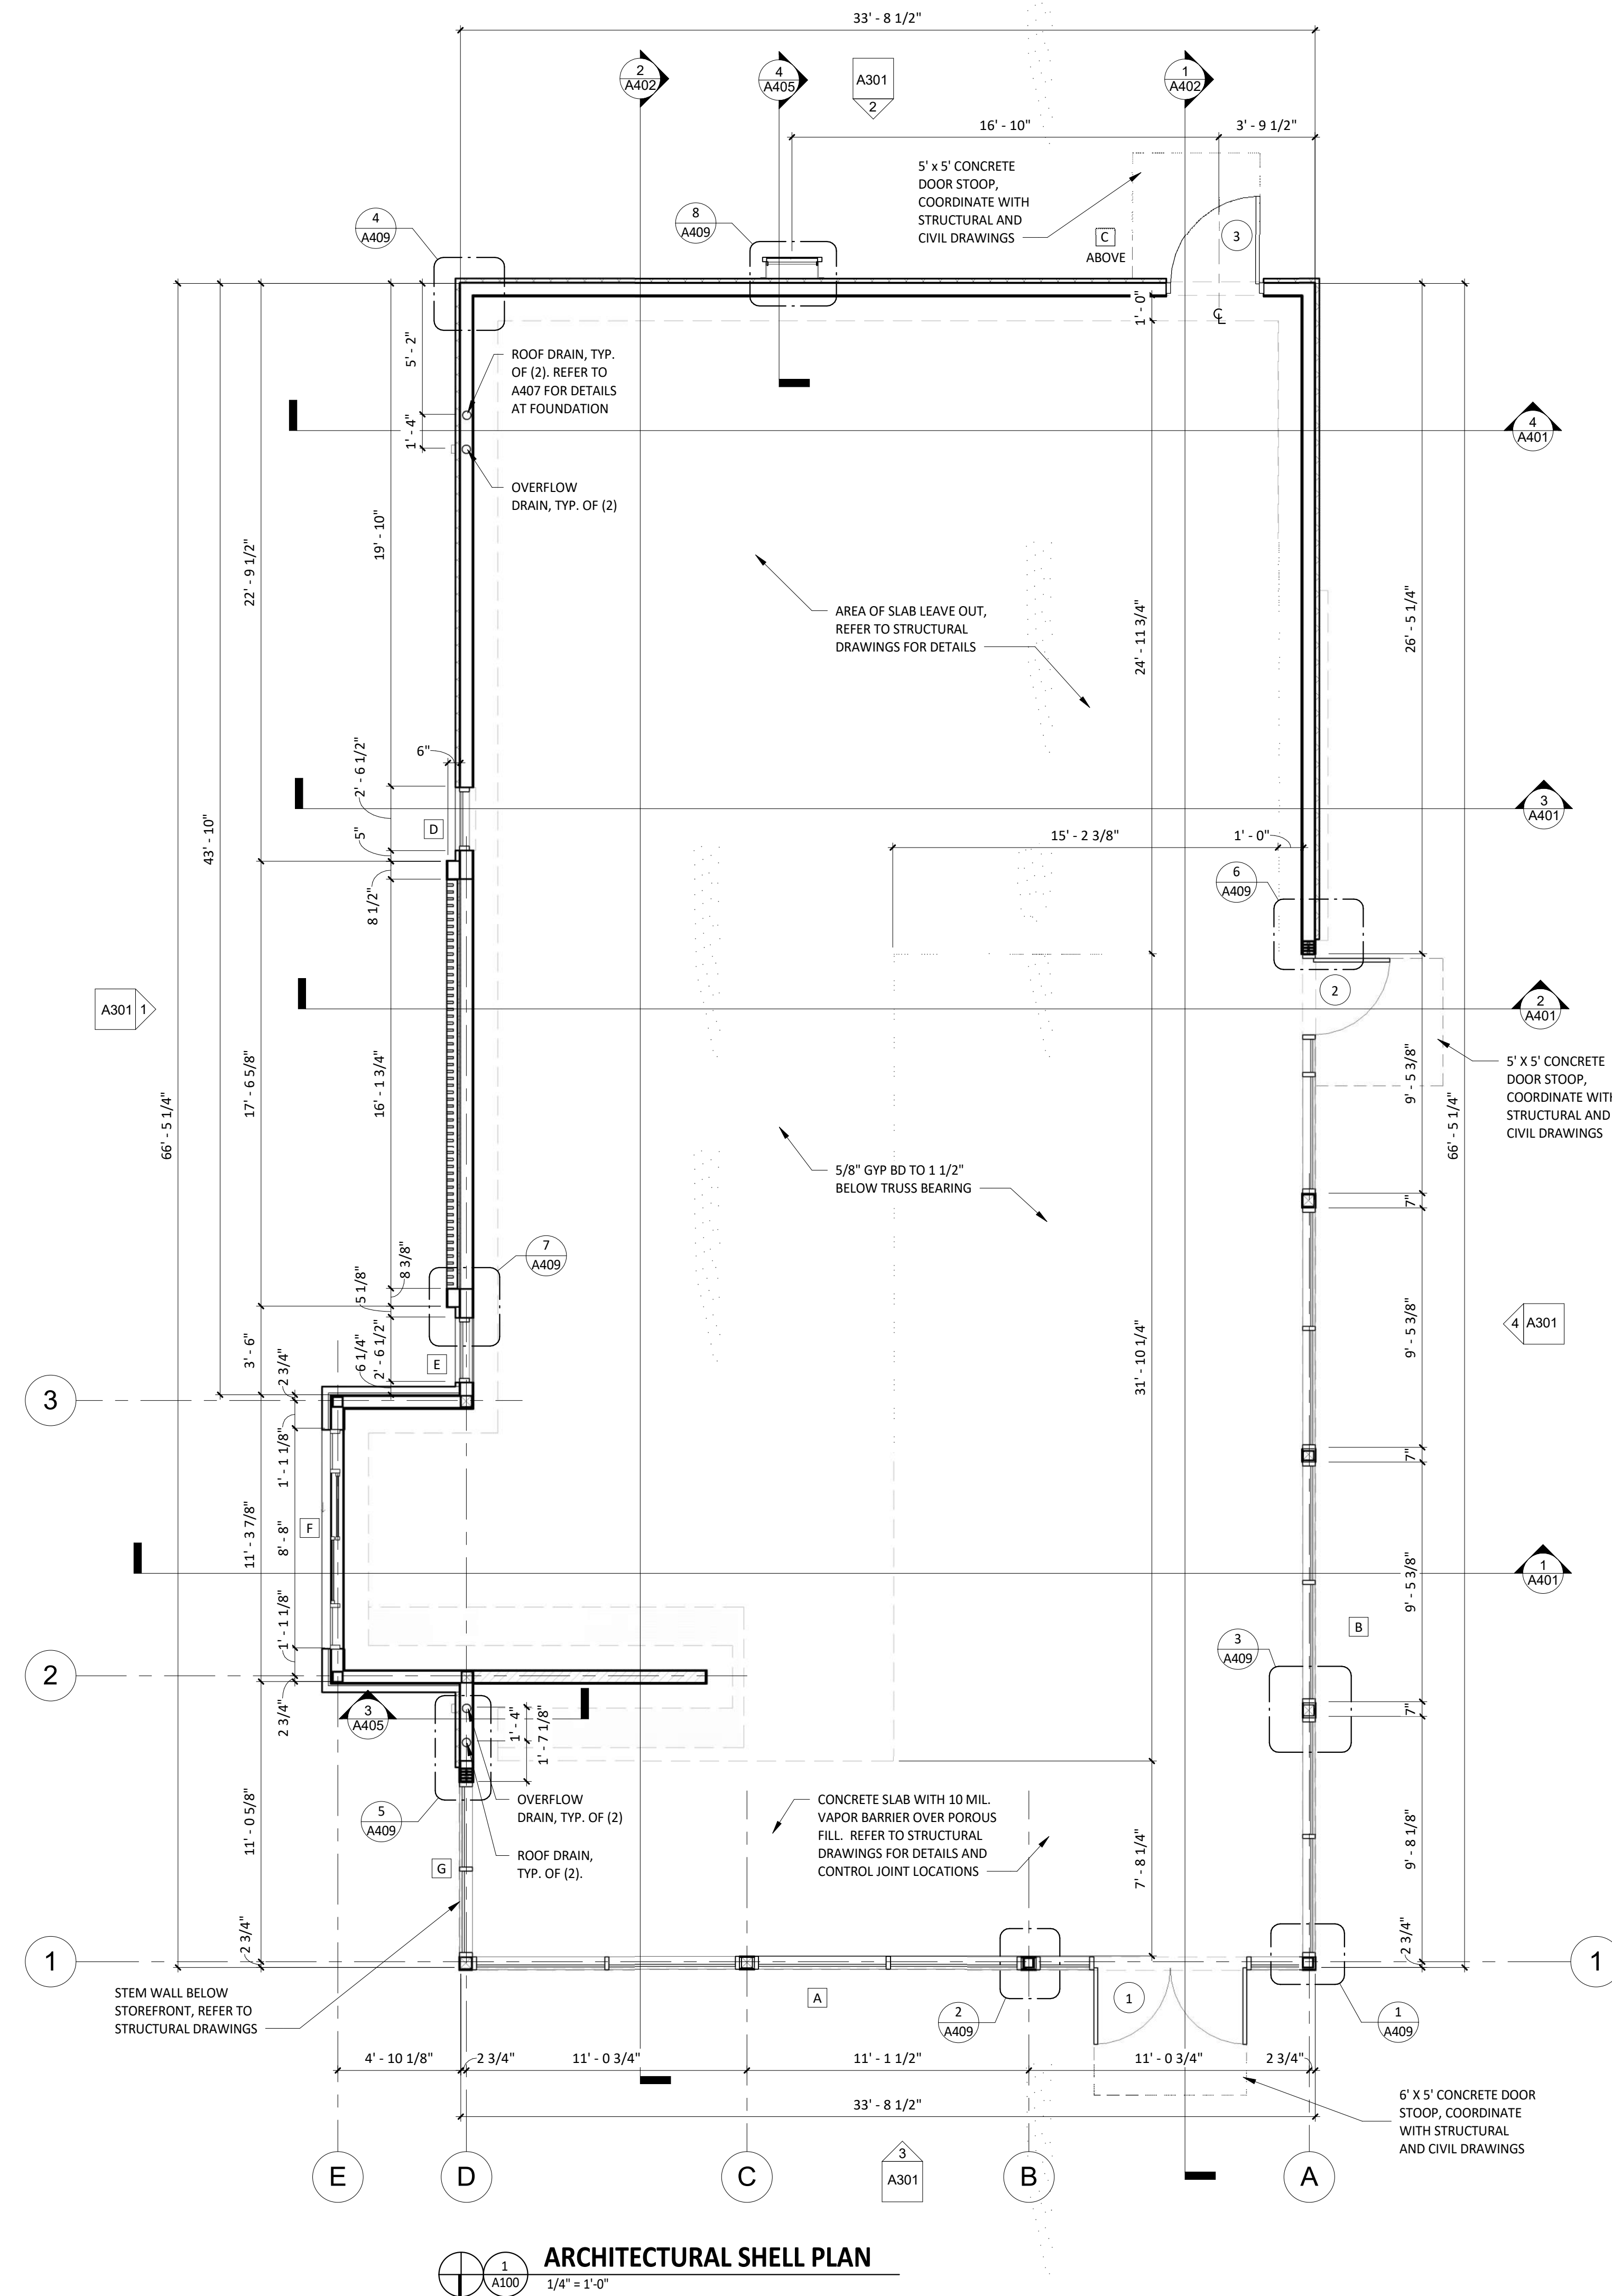 33' - 8 1/2"
2
A402
4
A405
A301
2
1
A402
16' - 10"
3' - 9 1/2"
5' x 5' CONCRETE
DOOR STOOP,
COORDINATE WITH
STRUCTURAL AND
CIVIL DRAWINGS
C
ABOVE
3
4
A409
8
A409
1' - 0"
CL
5' - 2"
1' - 4"
ROOF DRAIN, TYP.
OF (2). REFER TO
A407 FOR DETAILS
AT FOUNDATION
OVERFLOW
DRAIN, TYP. OF (2)
4
A401
19' - 10"
22' - 9 1/2"
43' - 10"
66' - 5 1/4"
AREA OF SLAB LEAVE OUT,
REFER TO STRUCTURAL
DRAWINGS FOR DETAILS
24' - 11 3/4"
26' - 5 1/4"
6"
2' - 6 1/2"
5"
8 1/2"
D
3
A401
15' - 2 3/8"
1' - 0"
6
A409
2
A301
1
2
A401
5' X 5' CONCRETE
DOOR STOOP,
COORDINATE WITH
STRUCTURAL AND
CIVIL DRAWINGS
17' - 6 5/8"
16' - 1 3/4"
9' - 5 3/8"
66' - 5 1/4"
5/8" GYP BD TO 1 1/2"
BELOW TRUSS BEARING
7"
7
A409
8 3/8"
5 1/8"
2' - 6 1/2"
6 1/4"
E
3' - 6"
2 3/4"
31' - 10 1/4"
9' - 5 3/8"
4
A301
3
7"
1' - 1 1/8"
8' - 8"
11' - 3 7/8"
1' - 1 1/8"
2 3/4"
F
1
A401
9' - 5 3/8"
B
3
A409
2
7"
3
A405
1' - 4"
1' - 7 1/8"
5
A409
OVERFLOW
DRAIN, TYP. OF (2)
ROOF DRAIN,
TYP. OF (2).
G
11' - 0 5/8"
2 3/4"
CONCRETE SLAB WITH 10 MIL.
VAPOR BARRIER OVER POROUS
FILL. REFER TO STRUCTURAL
DRAWINGS FOR DETAILS AND
CONTROL JOINT LOCATIONS
7' - 8 1/4"
9' - 8 1/8"
2 3/4"
1
1
STEM WALL BELOW
STOREFRONT, REFER TO
STRUCTURAL DRAWINGS
A
1
2
A409
1
A409
4' - 10 1/8"
2 3/4"
11' - 0 3/4"
11' - 1 1/2"
11' - 0 3/4"
2 3/4"
33' - 8 1/2"
6' X 5' CONCRETE DOOR
STOOP, COORDINATE
WITH STRUCTURAL
AND CIVIL DRAWINGS
3
A301
E
D
C
B
A
1
A100
ARCHITECTURAL SHELL PLAN
1/4" = 1'-0"